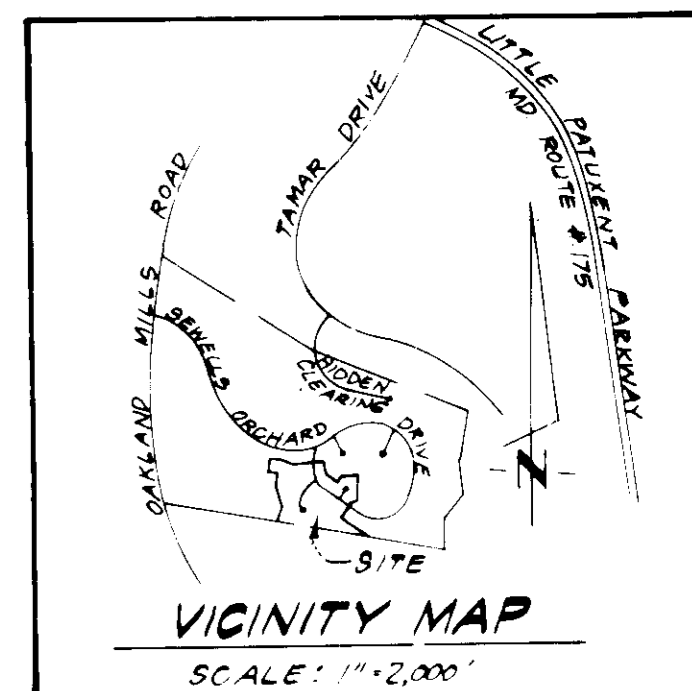 LITTLE PATUXENT PARKWAY
MD ROUTE #175
TAMAR DRIVE
OAKLAND MILLS ROAD
SEWELLS ORCHARD DRIVE
HIDDEN
CLEARING
N
SITE
VICINITY MAP
SCALE: 1"=2,000'